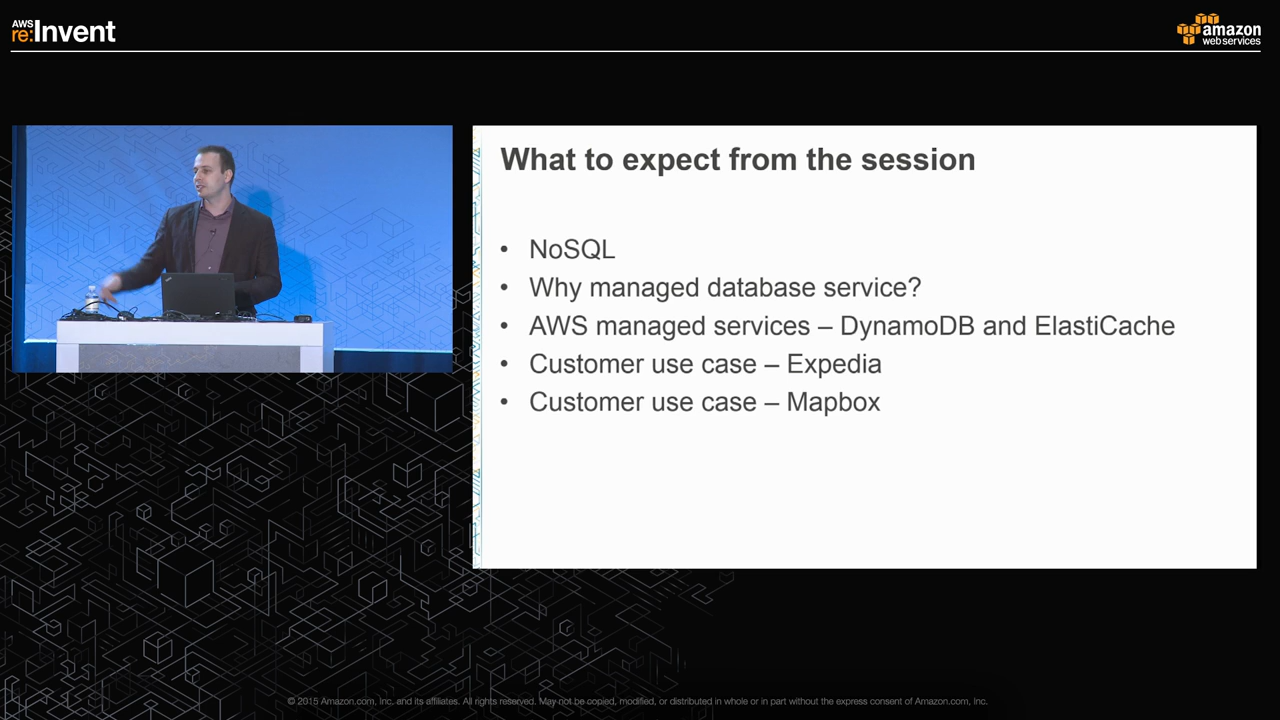 AWS
re:Invent
amazon
web services
What to expect from the session
• NoSQL
• Why managed database service?
• AWS managed services – DynamoDB and ElastiCache
• Customer use case – Expedia
• Customer use case – Mapbox
© 2015 Amazon.com, Inc. and its affiliates. All rights reserved. May not be copied, modified, or distributed in whole or in part without the express consent of Amazon.com, Inc.